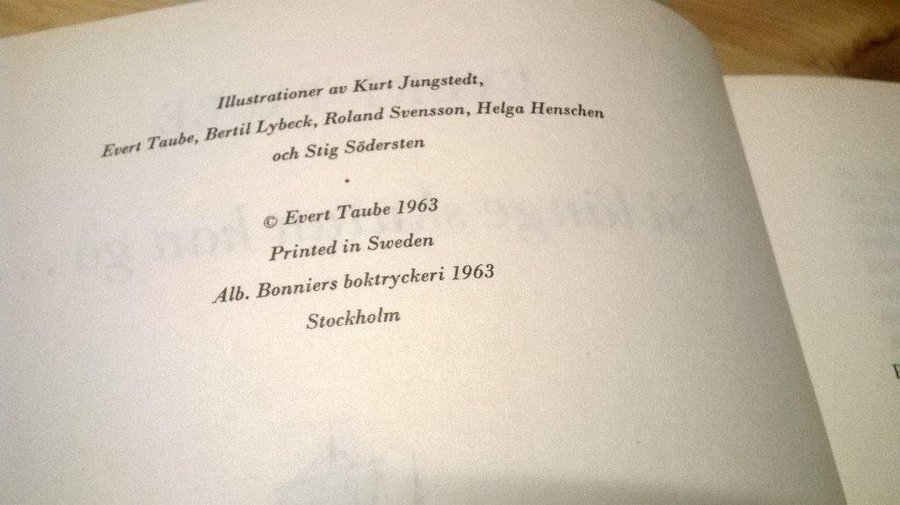 Illustrationer av Kurt Jungstedt,
Evert Taube, Bertil Lybeck, Roland Svensson, Helga Henschen
och Stig Södersten
© Evert Taube 1963
Printed in Sweden
Alb. Bonniers boktryckeri 1963
Stockholm